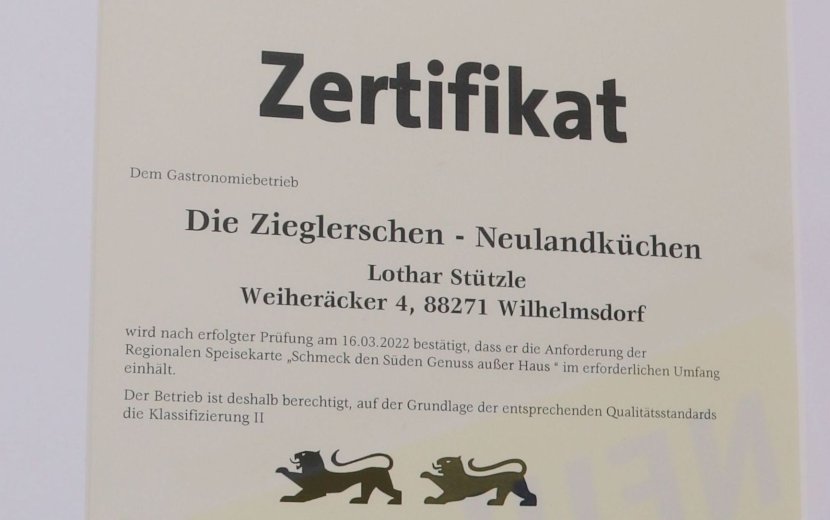 Zertifikat
Dem Gastronomiebetrieb
Die Zieglerschen - Neulandküchen
Lothar Stützle
Weiheräcker 4, 88271 Wilhelmsdorf
wird nach erfolgter Prüfung am 16.03.2022 bestätigt, dass er die Anforderung der
Regionalen Speisekarte „Schmeck den Süden Genuss außer Haus “ im erforderlichen Umfang
einhält.
Der Betrieb ist deshalb berechtigt, auf der Grundlage der entsprechenden Qualitätsstandards
die Klassifizierung II